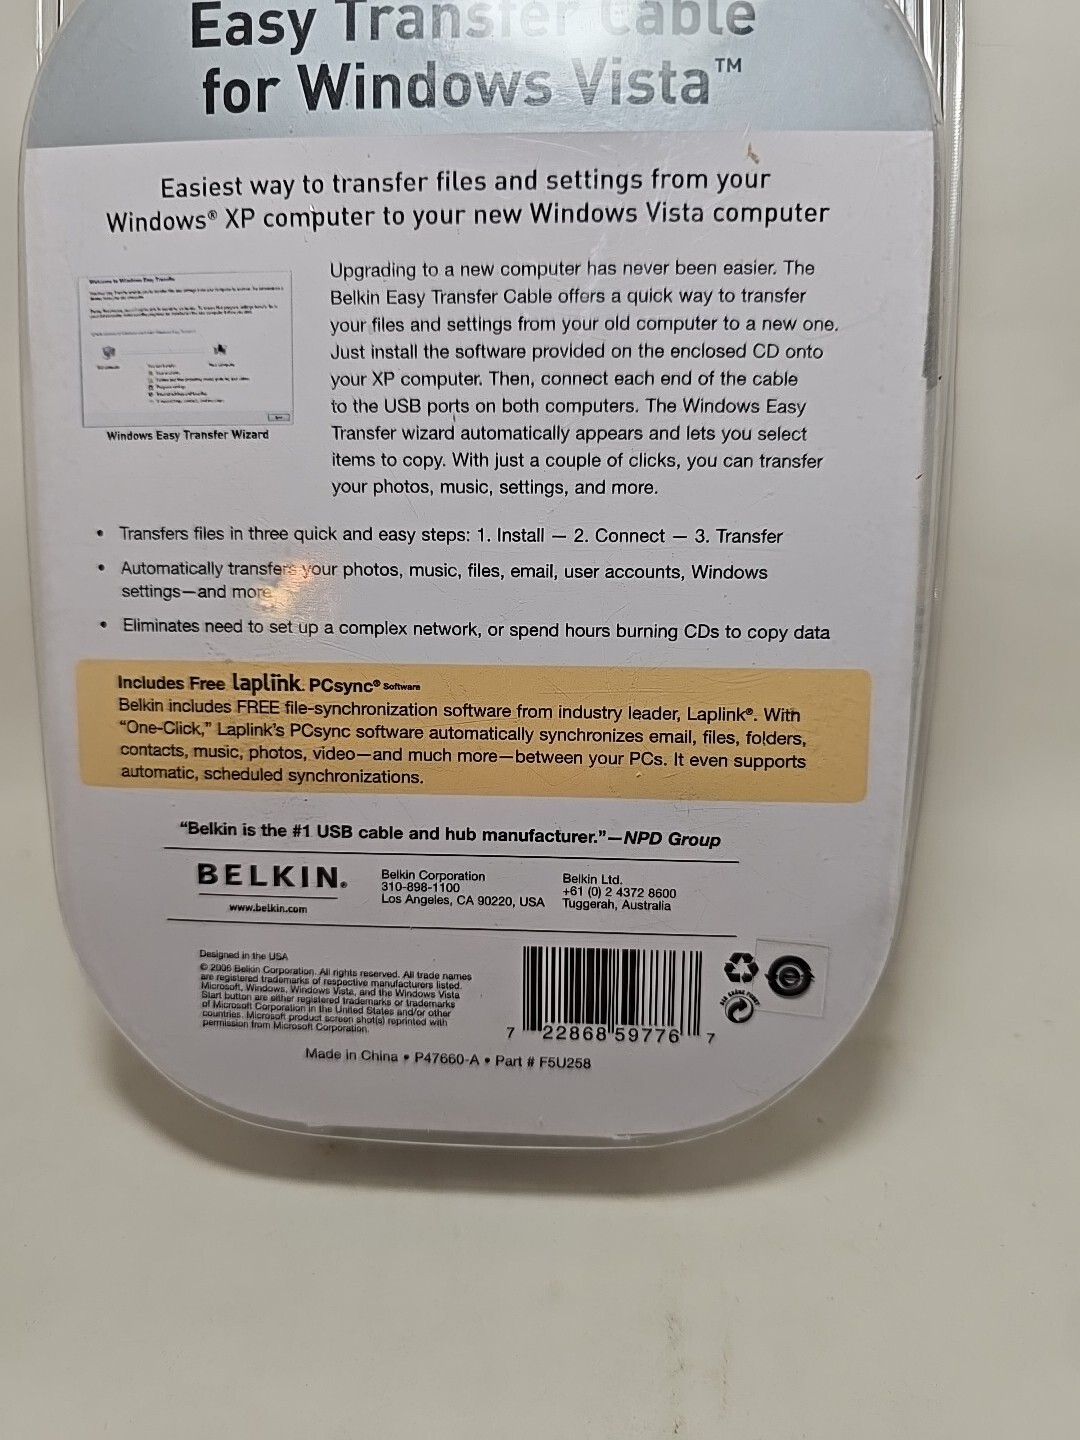 Easy Transfer Cable
for Windows Vista™
Easiest way to transfer files and settings from your
Windows® XP computer to your new Windows Vista computer
Welcome to Windows Easy Transfer
Windows Easy Transfer Wizard
Upgrading to a new computer has never been easier. The
Belkin Easy Transfer Cable offers a quick way to transfer
your files and settings from your old computer to a new one.
Just install the software provided on the enclosed CD onto
your XP computer. Then, connect each end of the cable
to the USB ports on both computers. The Windows Easy
Transfer wizard automatically appears and lets you select
items to copy. With just a couple of clicks, you can transfer
your photos, music, settings, and more.
• Transfers files in three quick and easy steps: 1. Install — 2. Connect — 3. Transfer
• Automatically transfers your photos, music, files, email, user accounts, Windows
settings—and more
• Eliminates need to set up a complex network, or spend hours burning CDs to copy data
Includes Free laplink. PCsync® Software
Belkin includes FREE file-synchronization software from industry leader, Laplink®. With
“One-Click,” Laplink’s PCsync software automatically synchronizes email, files, folders,
contacts, music, photos, video—and much more—between your PCs. It even supports
automatic, scheduled synchronizations.
“Belkin is the #1 USB cable and hub manufacturer.”—NPD Group
BELKIN®
www.belkin.com
Belkin Corporation
310-898-1100
Los Angeles, CA 90220, USA
Belkin Ltd.
+61 (0) 2 4372 8600
Tuggerah, Australia
Designed in the USA
© 2006 Belkin Corporation. All rights reserved. All trade names
are registered trademarks of respective manufacturers listed.
Microsoft, Windows, Windows Vista, and the Windows Vista
Start button are either registered trademarks or trademarks
of Microsoft Corporation in the United States and/or other
countries. Microsoft product screen shot(s) reprinted with
permission from Microsoft Corporation.
7 22868 59776 7
Made in China • P47660-A • Part # F5U258